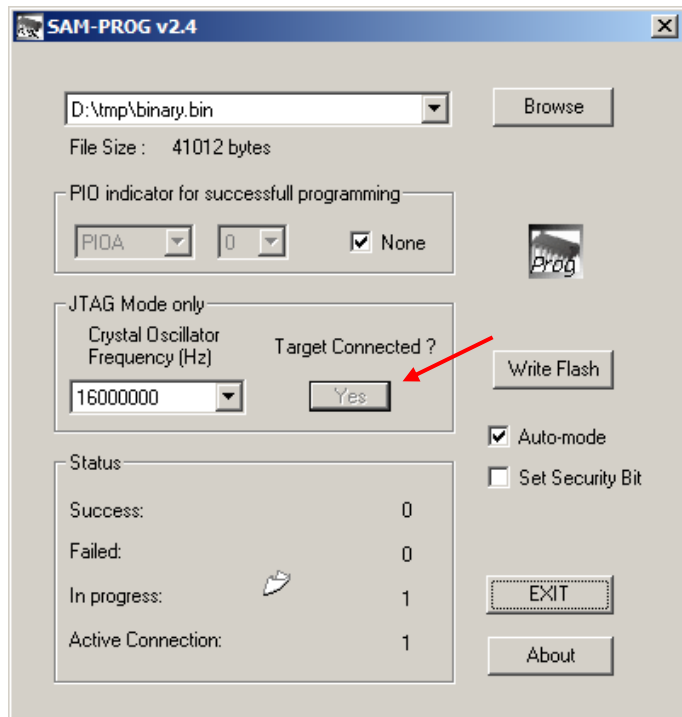 SAM-PROG v2.4
D:\tmp\binary.bin
Browse
File Size : 41012 bytes
PIO indicator for successfull programming
PIOA 0 None
Prog
JTAG Mode only
Crystal Oscillator
Frequency (Hz)
Target Connected ?
16000000
Yes
Write Flash
Auto-mode
Set Security Bit
Status
Success: 0
Failed: 0
In progress: 1
Active Connection: 1
EXIT
About